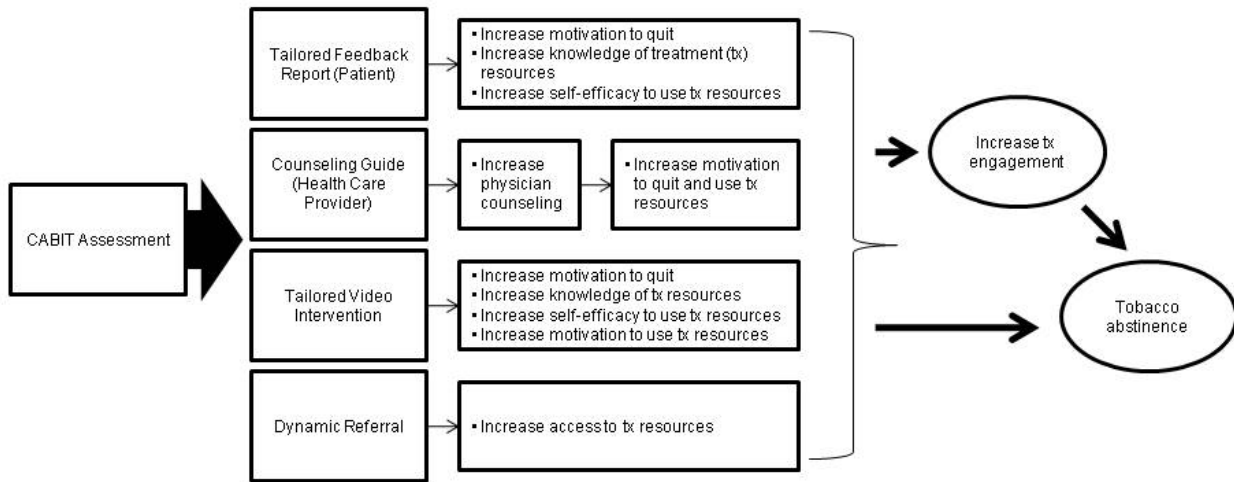 CABIT Assessment
Tailored Feedback
Report (Patient)
▪ Increase motivation to quit
▪ Increase knowledge of treatment (tx)
resources
▪ Increase self-efficacy to use tx resources
Counseling Guide
(Health Care
Provider)
▪ Increase
physician
counseling
▪ Increase motivation
to quit and use tx
resources
Tailored Video
Intervention
▪ Increase motivation to quit
▪ Increase knowledge of tx resources
▪ Increase self-efficacy to use tx resources
▪ Increase motivation to use tx resources
Dynamic Referral
▪ Increase access to tx resources
Increase tx
engagement
Tobacco
abstinence